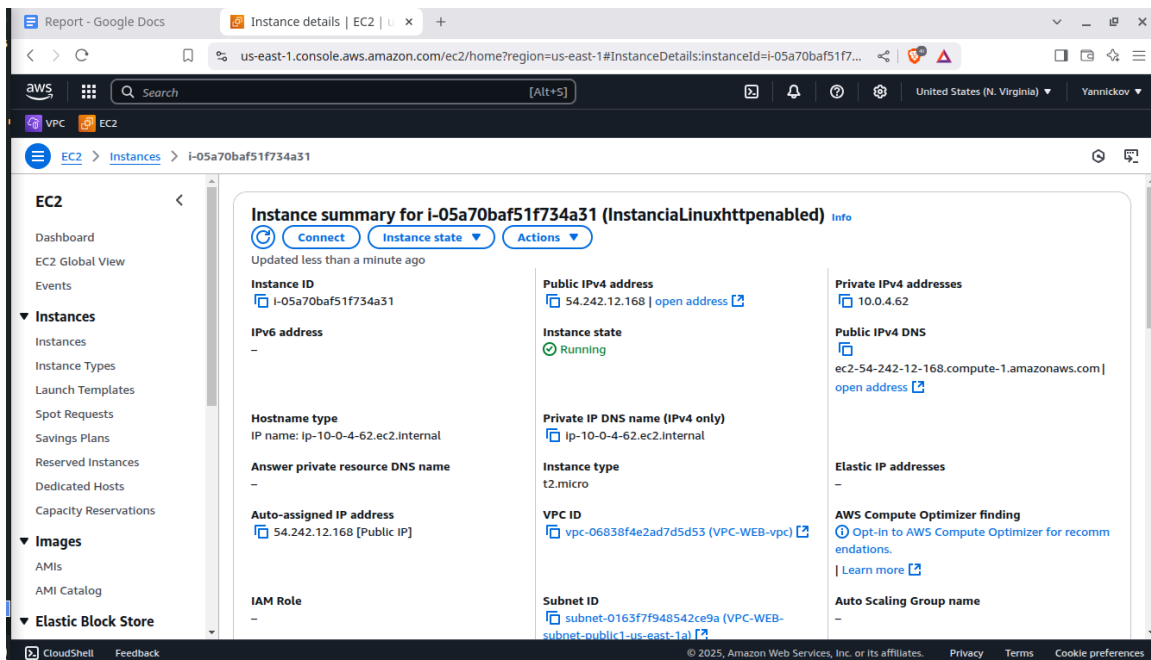 Report - Google Docs
Instance details | EC2 | u
us-east-1.console.aws.amazon.com/ec2/home?region=us-east-1#InstanceDetails:instanceId=i-05a70baf51f7...
aws
Search
[Alt+S]
United States (N. Virginia)
Yannickov
VPC
EC2
EC2 > Instances > i-05a70baf51f734a31
EC2
Dashboard
EC2 Global View
Events
Instances
Instances
Instance Types
Launch Templates
Spot Requests
Savings Plans
Reserved Instances
Dedicated Hosts
Capacity Reservations
Images
AMIs
AMI Catalog
Elastic Block Store
Instance summary for i-05a70baf51f734a31 (InstanciaLinuxhttpenabled) Info
Connect
Instance state
Actions
Updated less than a minute ago
Instance ID
i-05a70baf51f734a31
Public IPv4 address
54.242.12.168 | open address
Private IPv4 addresses
10.0.4.62
IPv6 address
–
Instance state
Running
Public IPv4 DNS
ec2-54-242-12-168.compute-1.amazonaws.com |
open address
Hostname type
IP name: ip-10-0-4-62.ec2.internal
Private IP DNS name (IPv4 only)
ip-10-0-4-62.ec2.internal
Answer private resource DNS name
–
Instance type
t2.micro
Elastic IP addresses
–
Auto-assigned IP address
54.242.12.168 [Public IP]
VPC ID
vpc-06838f4e2ad7d5d53 (VPC-WEB-vpc)
AWS Compute Optimizer finding
Opt-in to AWS Compute Optimizer for recomm
endations.
| Learn more
IAM Role
–
Subnet ID
subnet-0163f7f948542ce9a (VPC-WEB-
subnet-public1-us-east-1a)
Auto Scaling Group name
–
CloudShell
Feedback
© 2025, Amazon Web Services, Inc. or its affiliates.
Privacy
Terms
Cookie preferences